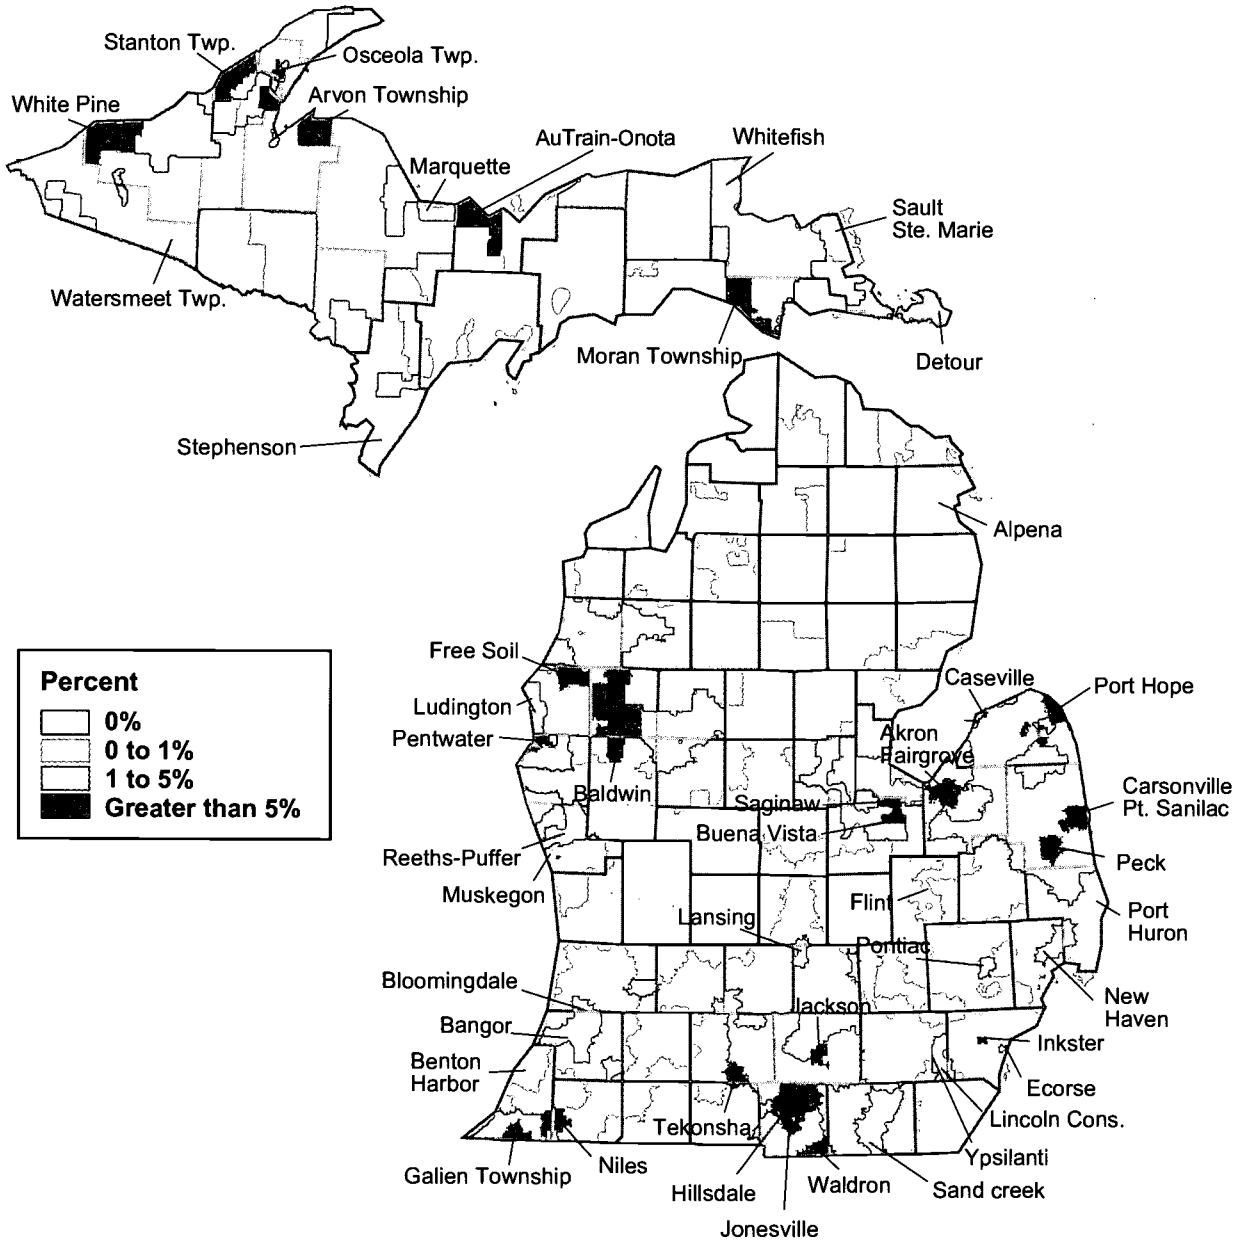 Stanton Twp.
Osceola Twp.
White Pine
Arvon Township
AuTrain-Onota
Whitefish
Marquette
Sault
Ste. Marie
Watersmeet Twp.
Moran Township
Detour
Stephenson
Alpena
Free Soil
Caseville
Port Hope
Ludington
Pentwater
Akron
Fairgrove
Percent
0%
0 to 1%
1 to 5%
Greater than 5%
Baldwin
Saginaw
Carsonville
Pt. Sanilac
Buena Vista
Reeths-Puffer
Peck
Muskegon
Flint
Lansing
Port
Huron
Pontiac
Bloomingdale
New
Haven
Jackson
Bangor
Inkster
Benton
Harbor
Ecorse
Lincoln Cons.
Tekonsha
Ypsilanti
Niles
Galien Township
Waldron
Sand creek
Hillsdale
Jonesville